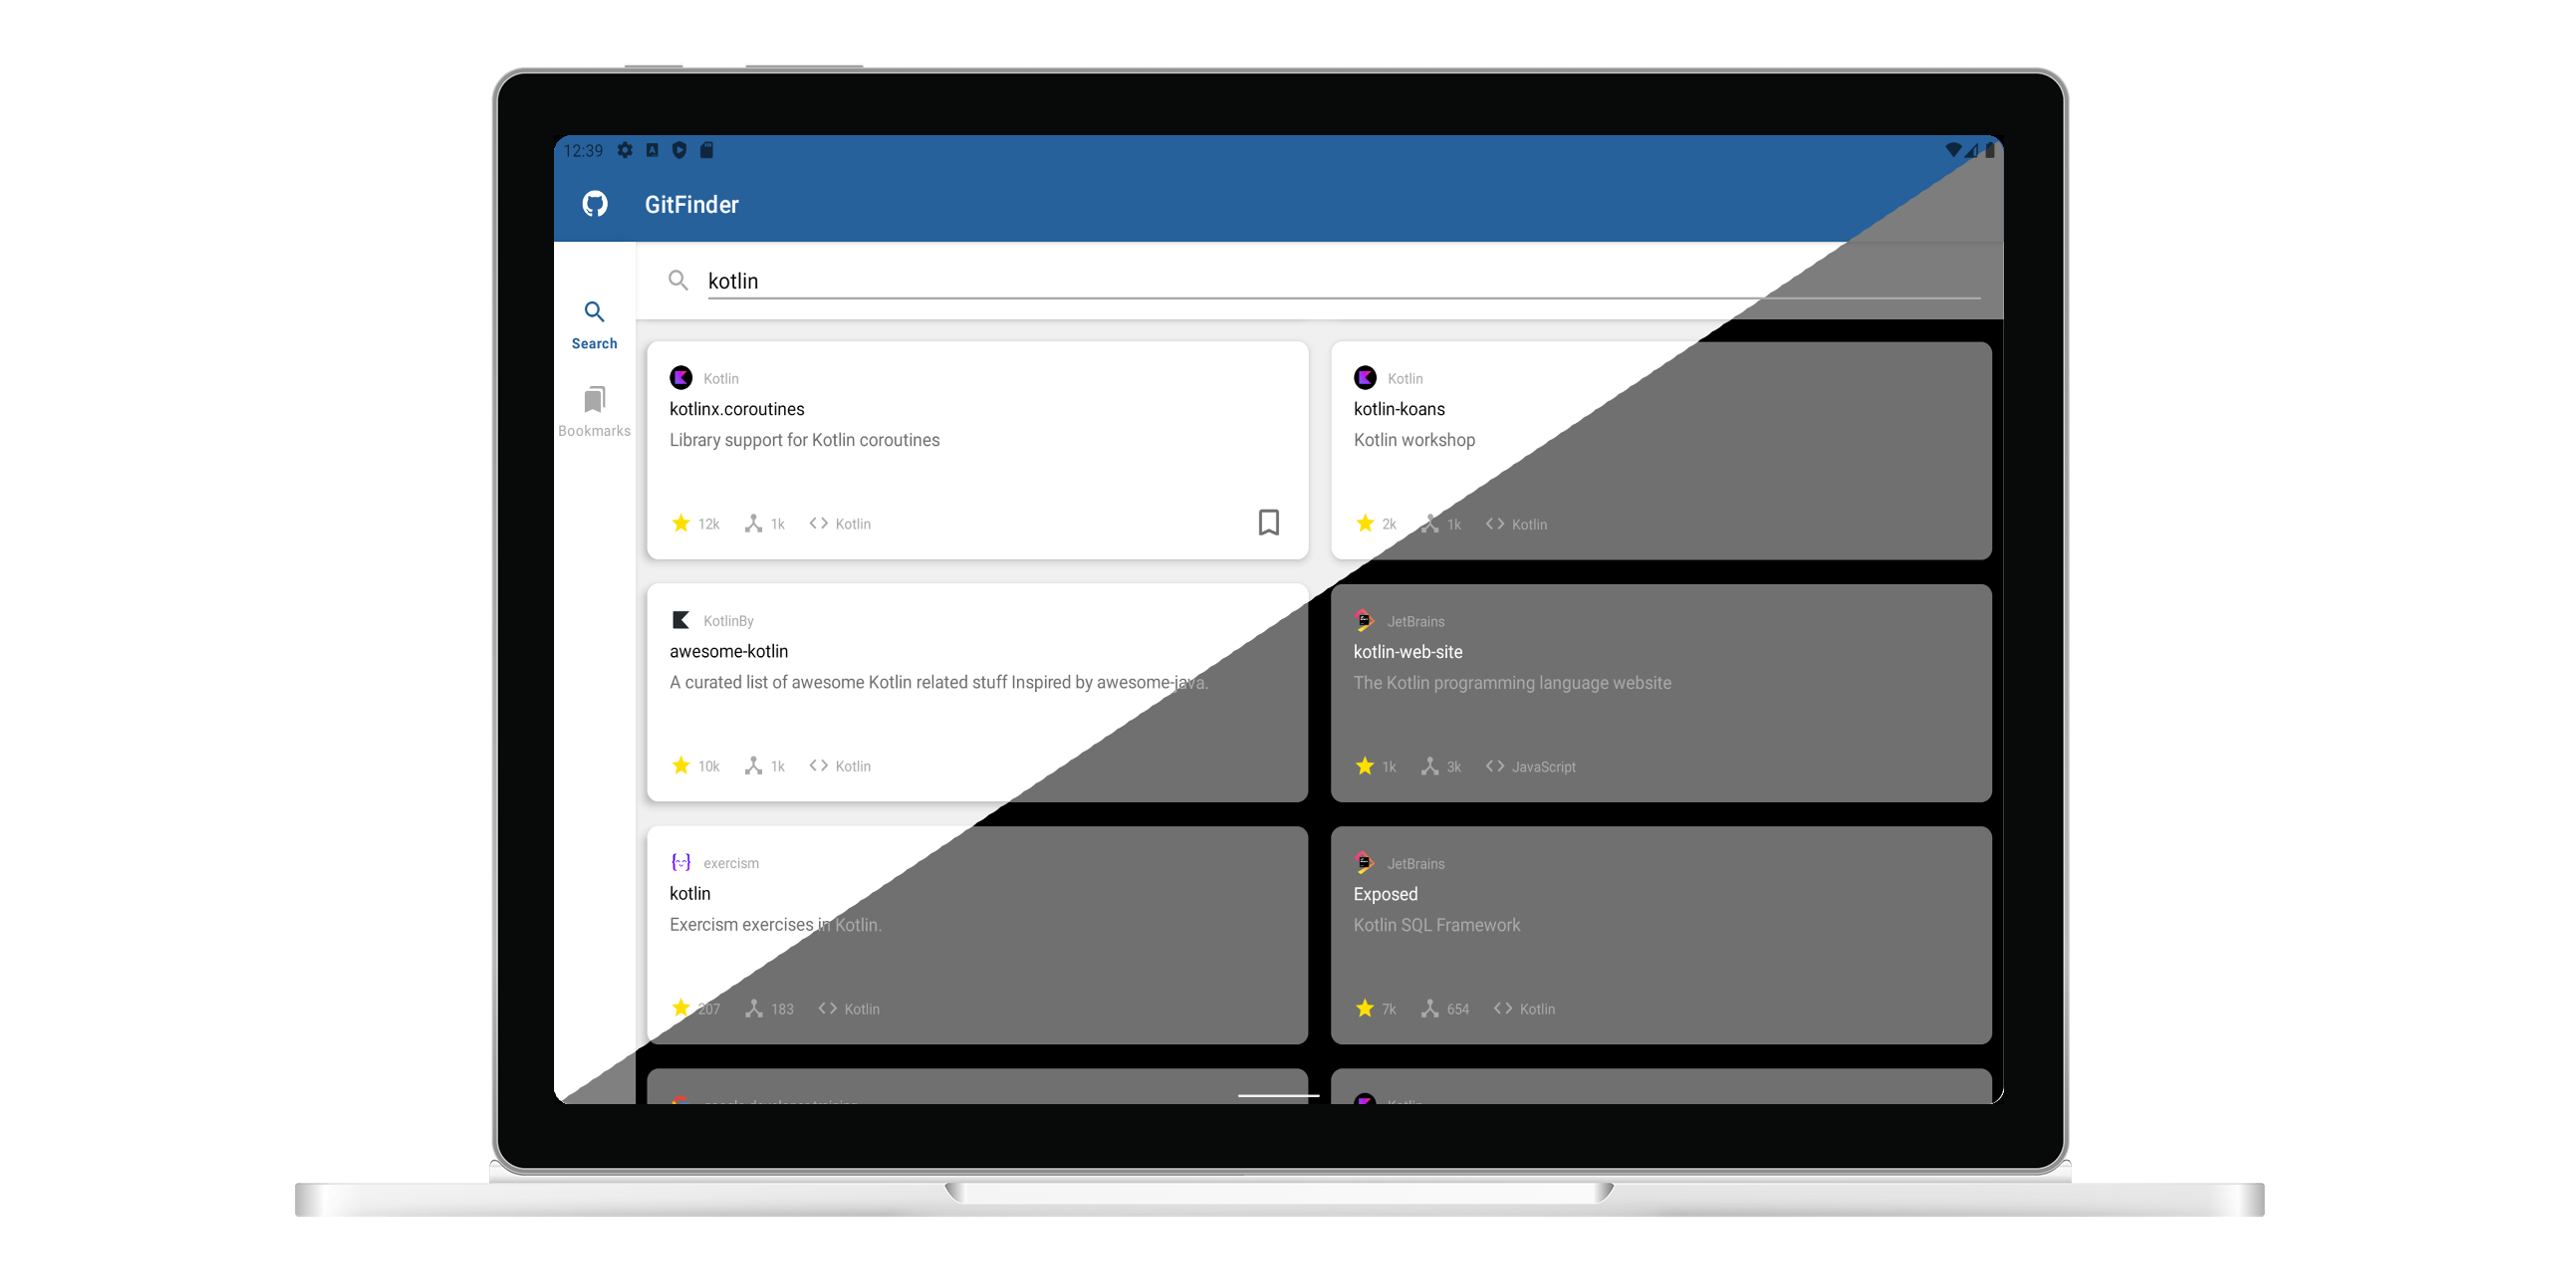 12:39
GitFinder
kotlin
Search
Bookmarks
Kotlin
kotlinx.coroutines
Library support for Kotlin coroutines
12k 1k Kotlin
Kotlin
kotlin-koans
Kotlin workshop
2k 1k Kotlin
KotlinBy
awesome-kotlin
A curated list of awesome Kotlin related stuff Inspired by awesome-java.
10k 1k Kotlin
JetBrains
kotlin-web-site
The Kotlin programming language website
1k 3k JavaScript
exercism
kotlin
Exercism exercises in Kotlin.
207 183 Kotlin
JetBrains
Exposed
Kotlin SQL Framework
7k 654 Kotlin
Kotlin